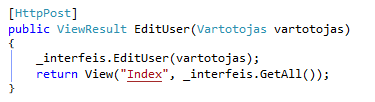 [HttpPost]
public ViewResult EditUser(Vartotojas vartotojas)
{
_interfeis.EditUser(vartotojas);
return View("Index", _interfeis.GetAll());
}